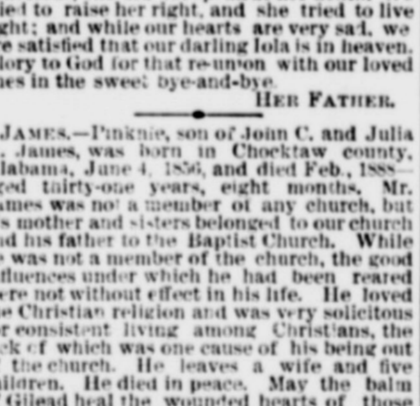 ied to raise her right, and she tried to live
ght; and while our hearts are very sad, we
e satisfied that our darling Iola is in heaven.
lory to God for that re-union with our loved
nes in the sweet bye-and-bye.
HER FATHER.
JAMES.—Pinknie, son of John C. and Julia
. James, was born in Chocktaw county,
labama, June 4, 1856, and died Feb., 1888—
ged thirty-one years, eight months. Mr.
ames was not a member of any church, but
s mother and sisters belonged to our church
nd his father to the Baptist Church. While
e was not a member of the church, the good
fluences under which he had been reared
ere not without effect in his life. He loved
e Christian religion and was very solicitous
r consistent living among Christians, the
ck of which was one cause of his being out
the church. He leaves a wife and five
ildren. He died in peace. May the balm
f Gilead heal the wounded hearts of those